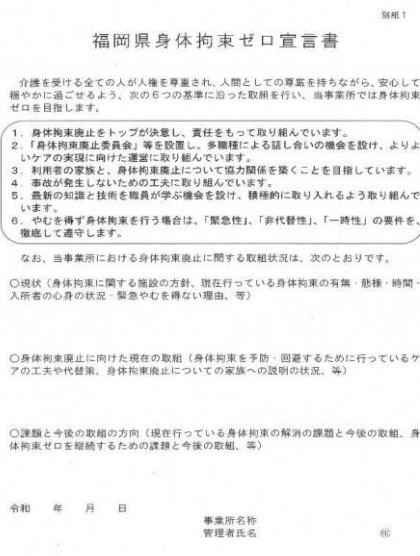 別紙1
福岡県身体拘束ゼロ宣言書
介護を受ける全ての人が人権を尊重され、人間としての尊厳を持ちながら、安心して
穏やかに過ごせるよう、次の6つの基準に沿った取組を行い、当事業所では身体拘束
ゼロを目指します。
1.身体拘束廃止をトップが決意し、責任をもって取り組んでいます。
2.「身体拘束廃止委員会」等を設置し、多職種による話し合いの機会を設け、よりよ
いケアの実現に向けた運営に取り組んでいます。
3.利用者の家族と、身体拘束廃止について協力関係を築くことを目指しています。
4.事故が発生しないための工夫に取り組んでいます。
5.最新の知識と技術を職員が学ぶ機会を設け、積極的に取り入れるよう取り組んで
います。
6.やむを得ず身体拘束を行う場合は、「緊急性」、「非代替性」、「一時性」の要件を、
徹底して遵守します。
なお、当事業所における身体拘束廃止に関する取組状況は、次のとおりです。
○現状(身体拘束に関する施設の方針、現在行っている身体拘束の有無・態様・時間・
入所者の心身の状況・緊急やむを得ない理由、等)
○身体拘束廃止に向けた現在の取組(身体拘束を予防・回避するために行っているケ
アの工夫や代替策、身体拘束廃止についての家族への説明の状況、等)
○課題と今後の取組の方向(現在行っている身体拘束の解消の課題と今後の取組、身
体拘束ゼロを継続するための課題と今後の取組、等)
令和 年 月 日
事業所名称
管理者氏名 ㊞